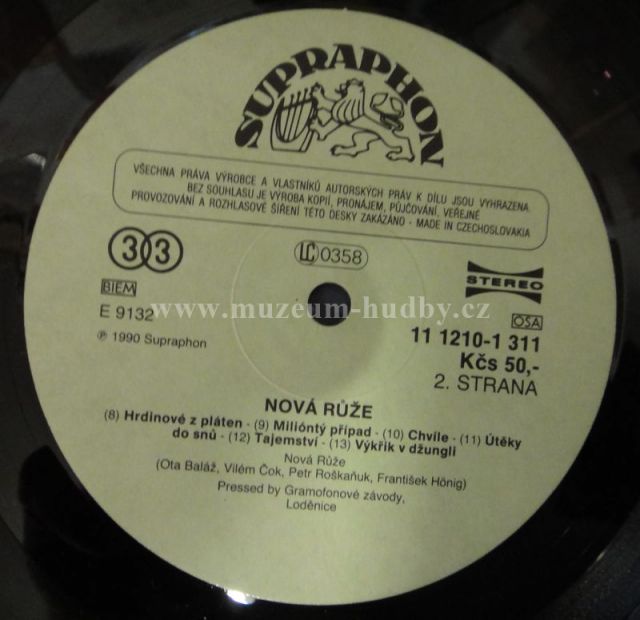 SUPRAPHON
VŠECHNA PRÁVA VÝROBCE A VLASTNÍKŮ AUTORSKÝCH PRÁV K DÍLU JSOU VYHRAZENA
BEZ SOUHLASU JE VÝROBA KOPIÍ, PRONÁJEM, PŮJČOVÁNÍ, VEŘEJNÉ
PROVOZOVÁNÍ A ROZHLASOVÉ ŠÍŘENÍ TÉTO DESKY ZAKÁZÁNO - MADE IN CZECHOSLOVAKIA
33
LC 0358
STEREO
BIEM
E 9132
℗ 1990 Supraphon
www.muzeum-hudby.cz
OSA
11 1210-1 311
Kčs 50,-
2. STRANA
NOVÁ RŮŽE
(8) Hrdinové z pláten - (9) Milióntý případ - (10) Chvíle - (11) Útěky
do snů - (12) Tajemství - (13) Výkřik v džungli
Nová Růže
(Ota Baláž, Vilém Čok, Petr Roškaňuk, František Hönig)
Pressed by Gramofonové závody,
Loděnice